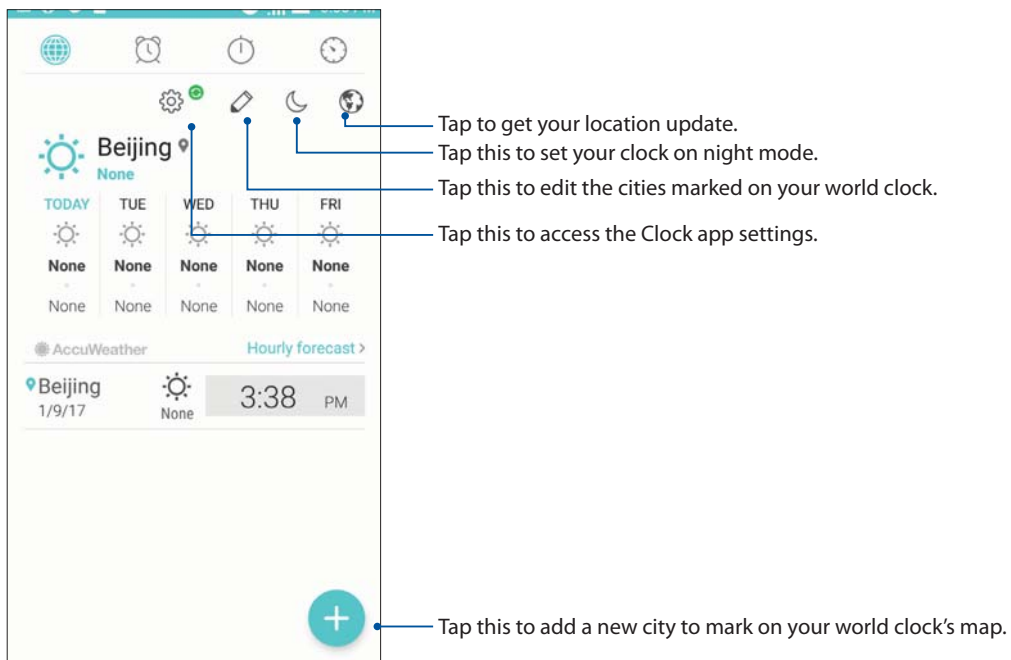 Tap to get your location update.
Beijing
Tap this to set your clock on night mode.
None
Tap this to edit the cities marked on your world clock.
TODAY TUE WED THU FRI
Tap this to access the Clock app settings.
None None None None None
None None None None None
AccuWeather Hourly forecast >
Beijing
1/9/17 None 3:38 PM
Tap this to add a new city to mark on your world clock’s map.